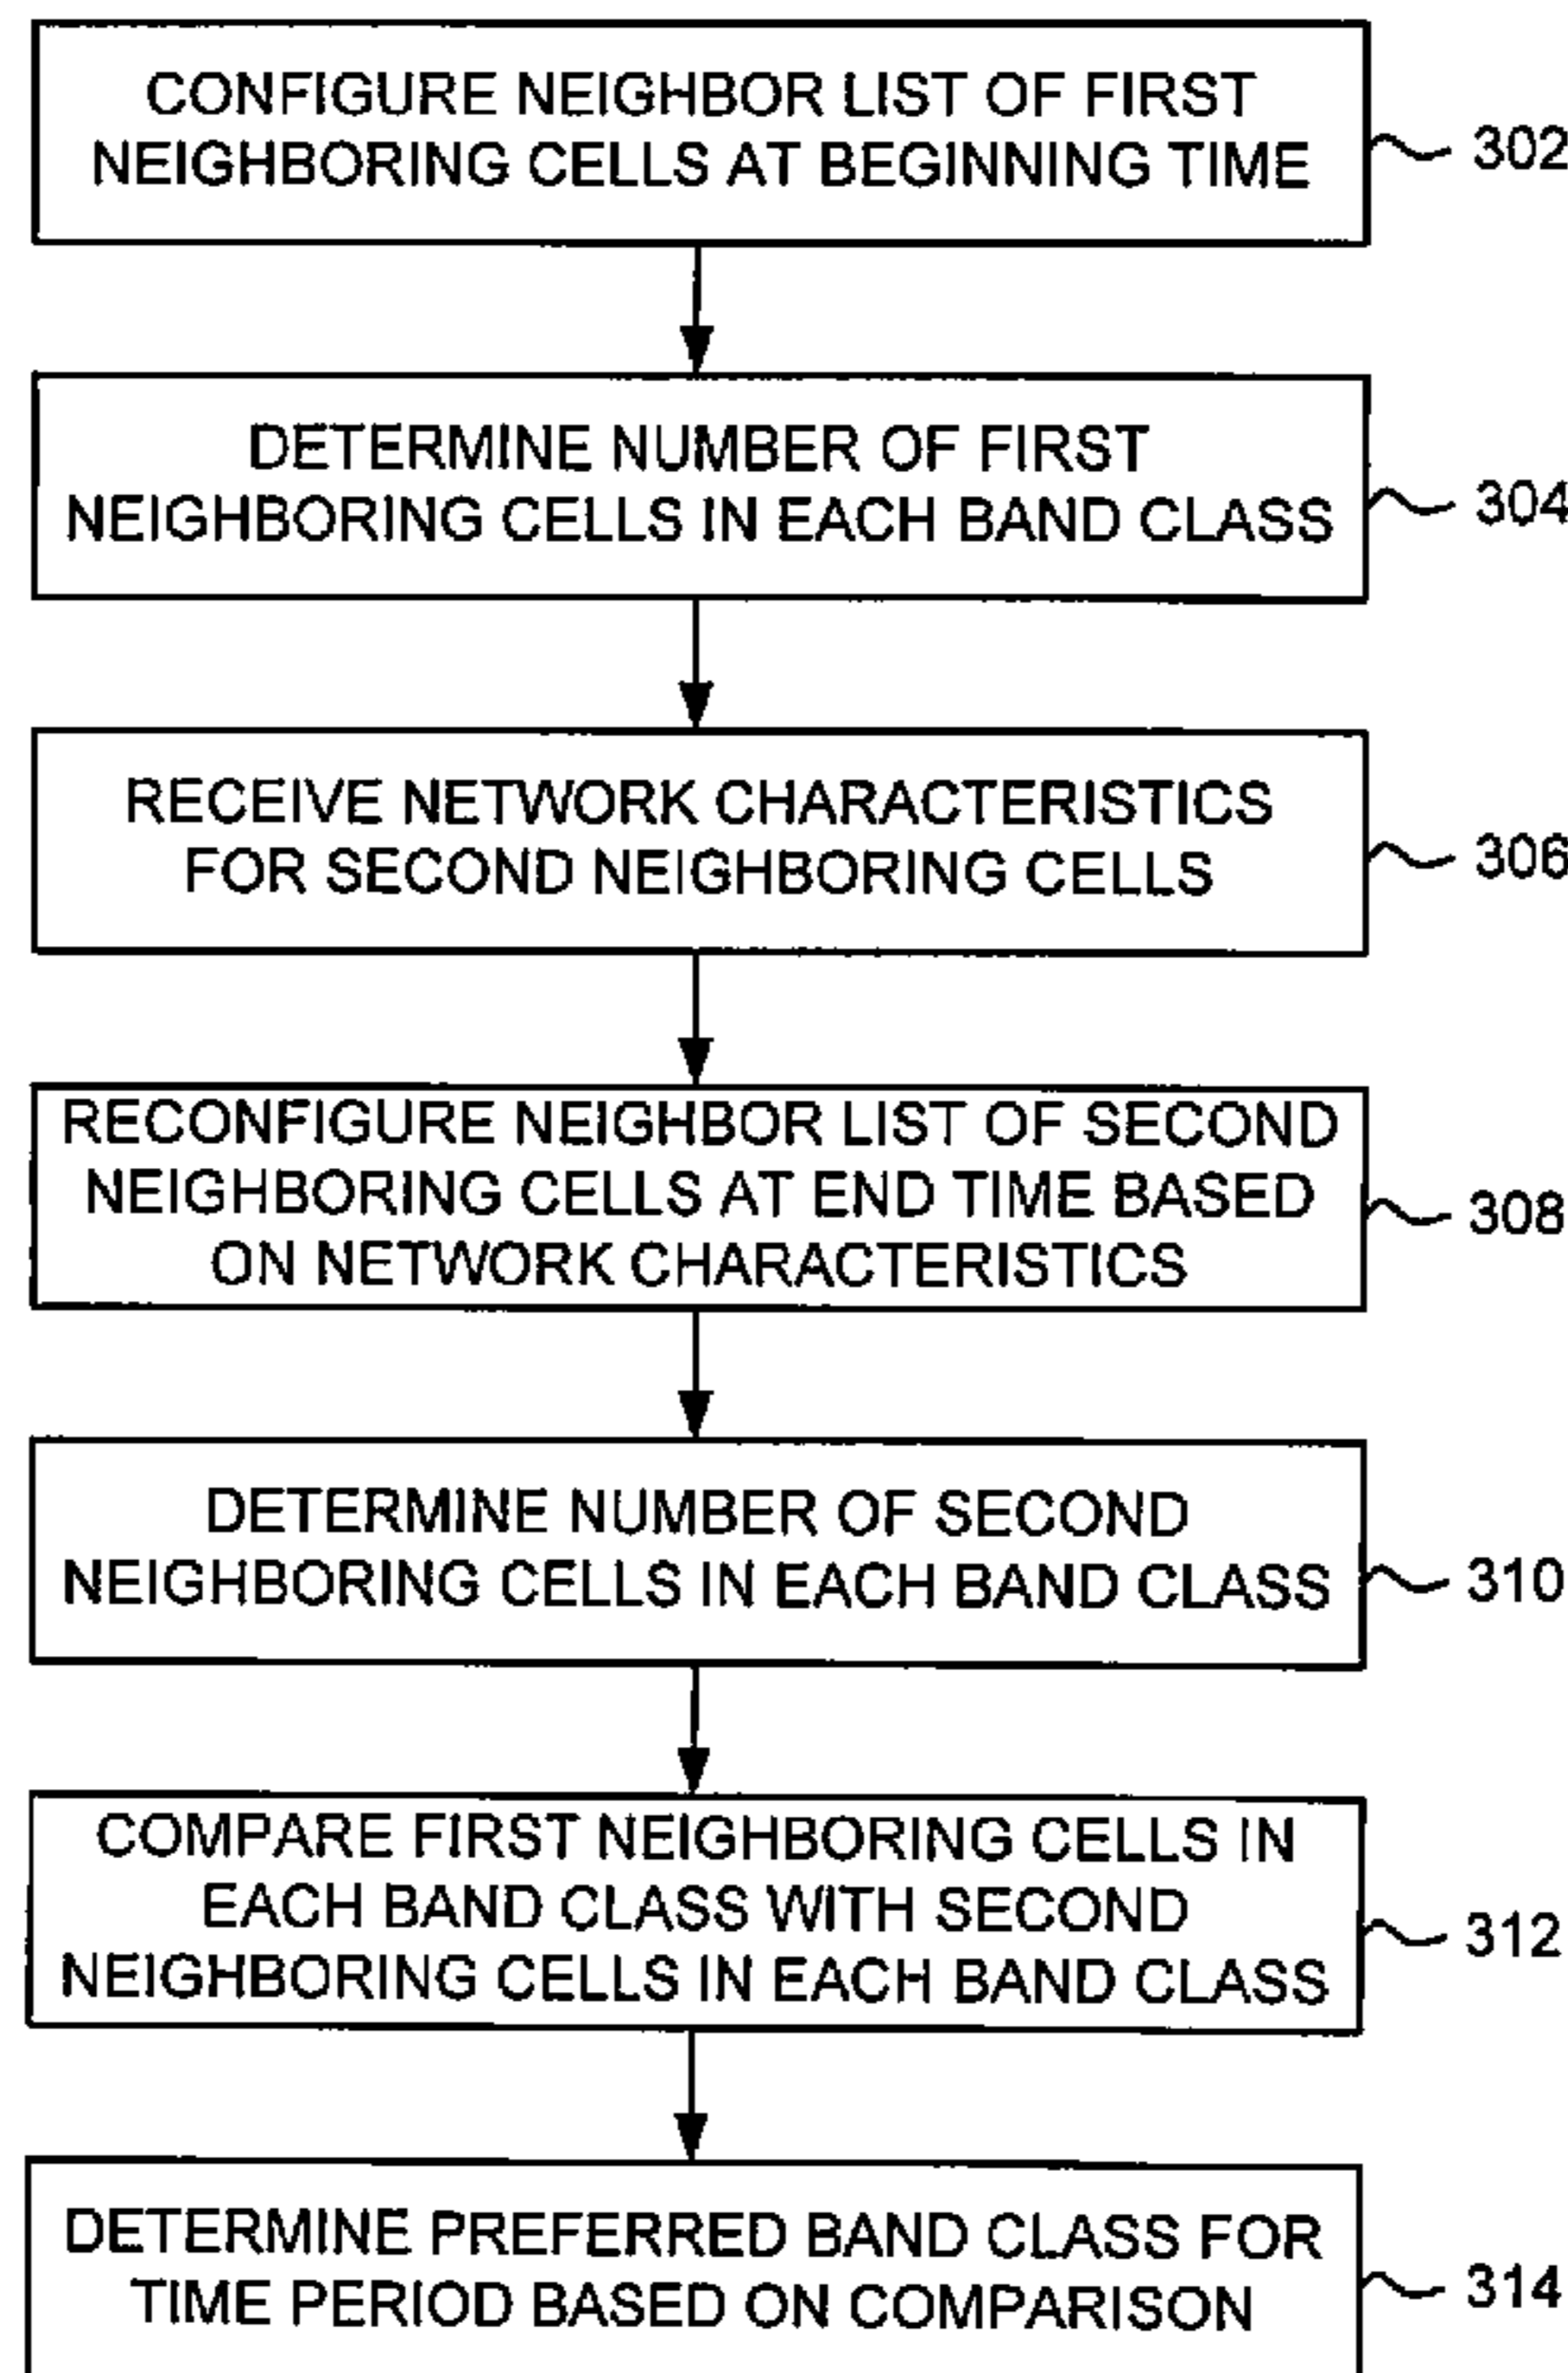 CONFIGURE NEIGHBOR LIST OF FIRST
NEIGHBORING CELLS AT BEGINNING TIME
302
DETERMINE NUMBER OF FIRST
NEIGHBORING CELLS IN EACH BAND CLASS
304
RECEIVE NETWORK CHARACTERISTICS
FOR SECOND NEIGHBORING CELLS
306
RECONFIGURE NEIGHBOR LIST OF SECOND
NEIGHBORING CELLS AT END TIME BASED
ON NETWORK CHARACTERISTICS
308
DETERMINE NUMBER OF SECOND
NEIGHBORING CELLS IN EACH BAND CLASS
310
COMPARE FIRST NEIGHBORING CELLS IN
EACH BAND CLASS WITH SECOND
NEIGHBORING CELLS IN EACH BAND CLASS
312
DETERMINE PREFERRED BAND CLASS FOR
TIME PERIOD BASED ON COMPARISON
314